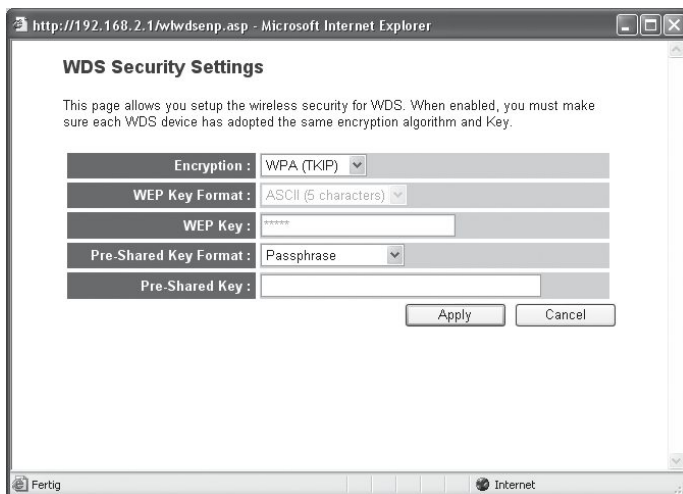 http://192.168.2.1/wlwdsenp.asp - Microsoft Internet Explorer
WDS Security Settings
This page allows you setup the wireless security for WDS. When enabled, you must make
sure each WDS device has adopted the same encryption algorithm and Key.
Encryption : WPA (TKIP)
WEP Key Format : ASCII (5 characters)
WEP Key : *****
Pre-Shared Key Format : Passphrase
Pre-Shared Key :
Apply Cancel
Fertig Internet